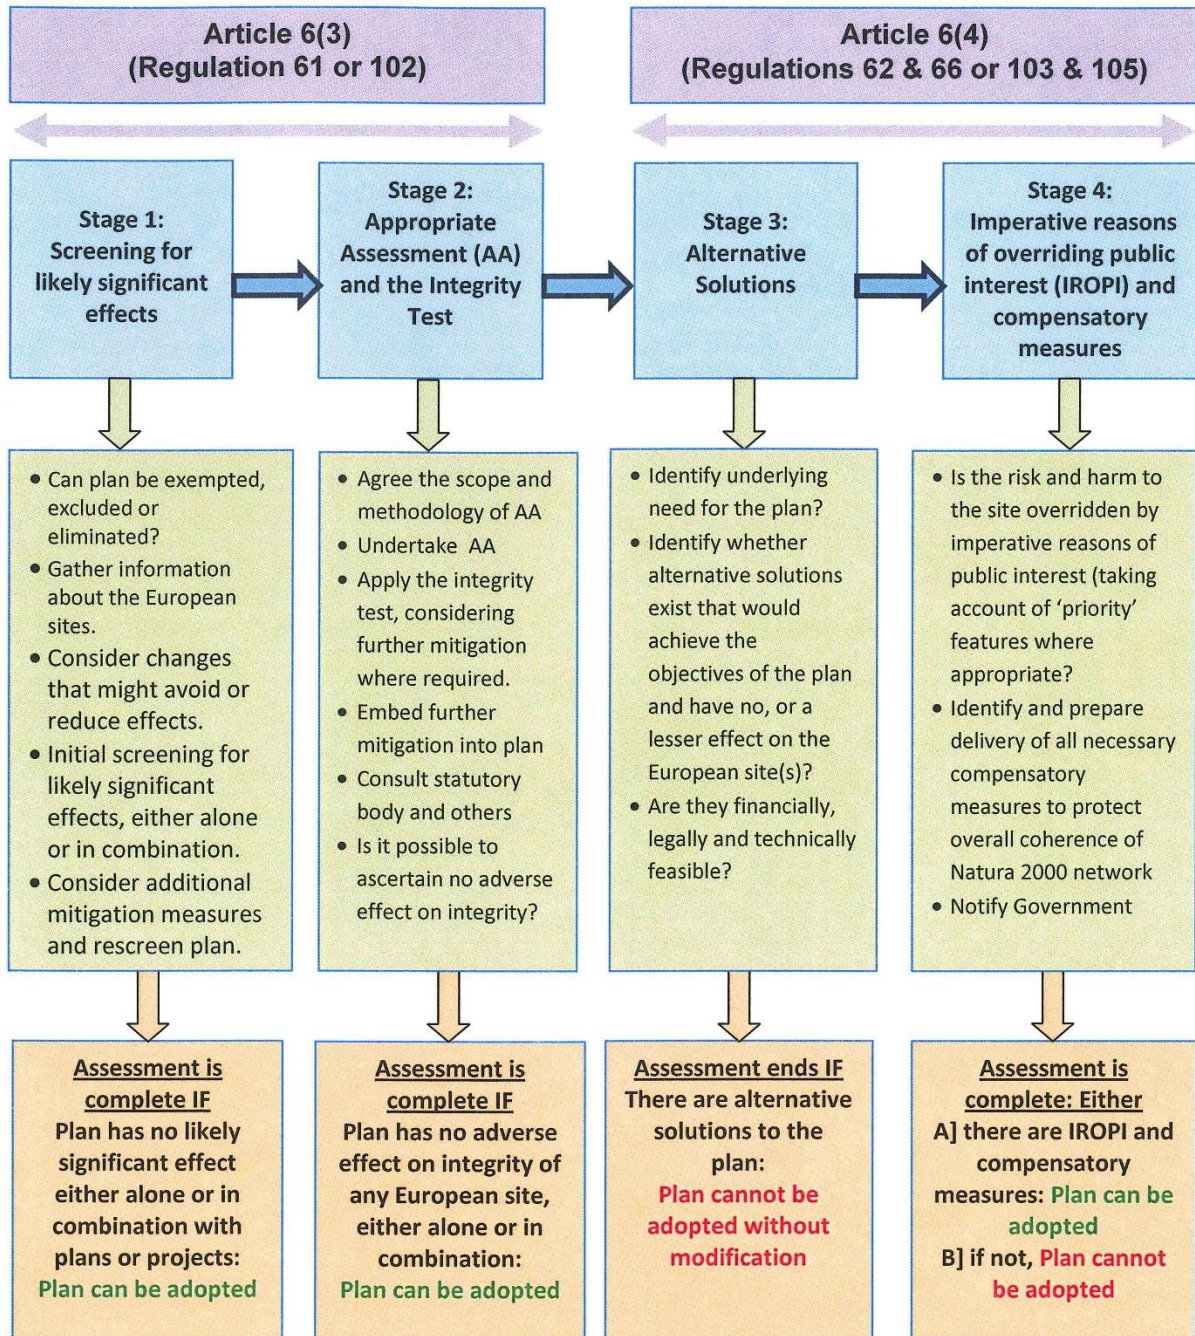 Article 6(3)
(Regulation 61 or 102)
Article 6(4)
(Regulations 62 & 66 or 103 & 105)
Stage 1:
Screening for
likely significant
effects
Stage 2:
Appropriate
Assessment (AA)
and the Integrity
Test
Stage 3:
Alternative
Solutions
Stage 4:
Imperative reasons
of overriding public
interest (IROPI) and
compensatory
measures
• Can plan be exempted,
excluded or
eliminated?
• Gather information
about the European
sites.
• Consider changes
that might avoid or
reduce effects.
• Initial screening for
likely significant
effects, either alone
or in combination.
• Consider additional
mitigation measures
and rescreen plan.
• Agree the scope and
methodology of AA
• Undertake AA
• Apply the integrity
test, considering
further mitigation
where required.
• Embed further
mitigation into plan
• Consult statutory
body and others
• Is it possible to
ascertain no adverse
effect on integrity?
• Identify underlying
need for the plan?
• Identify whether
alternative solutions
exist that would
achieve the
objectives of the plan
and have no, or a
lesser effect on the
European site(s)?
• Are they financially,
legally and technically
feasible?
• Is the risk and harm to
the site overridden by
imperative reasons of
public interest (taking
account of ‘priority’
features where
appropriate?
• Identify and prepare
delivery of all necessary
compensatory
measures to protect
overall coherence of
Natura 2000 network
• Notify Government
Assessment is
complete IF
Plan has no likely
significant effect
either alone or in
combination with
plans or projects:
Plan can be adopted
Assessment is
complete IF
Plan has no adverse
effect on integrity of
any European site,
either alone or in
combination:
Plan can be adopted
Assessment ends IF
There are alternative
solutions to the
plan:
Plan cannot be
adopted without
modification
Assessment is
complete: Either
A] there are IROPI and
compensatory
measures: Plan can be
adopted
B] if not, Plan cannot
be adopted